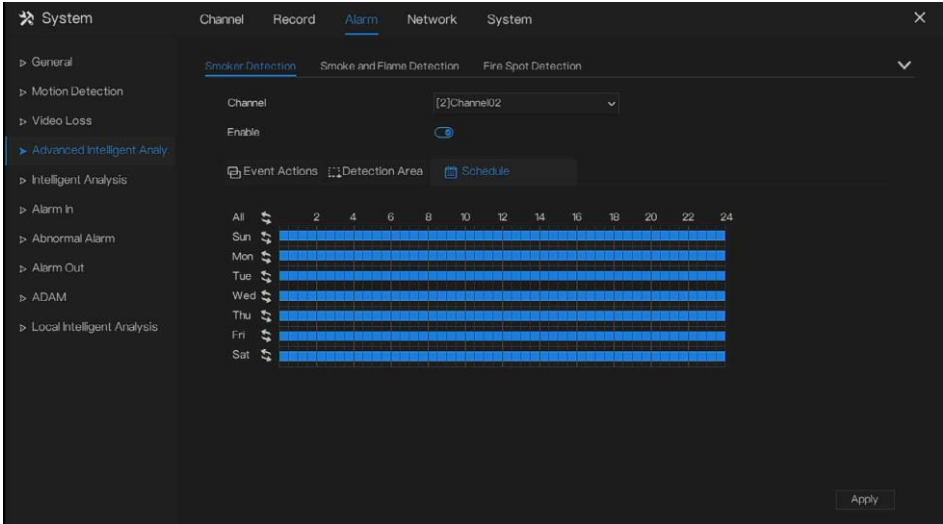 System Channel Record Alarm Network System
General
Motion Detection
Video Loss
Advanced Intelligent Analy.
Intelligent Analysis
Alarm In
Abnormal Alarm
Alarm Out
ADAM
Local Intelligent Analysis
Smoker Detection Smoke and Flame Detection Fire Spot Detection
Channel [2]Channel02
Enable
Event Actions Detection Area Schedule
All 2 4 6 8 10 12 14 16 18 20 22 24
Sun
Mon
Tue
Wed
Thu
Fri
Sat
Apply